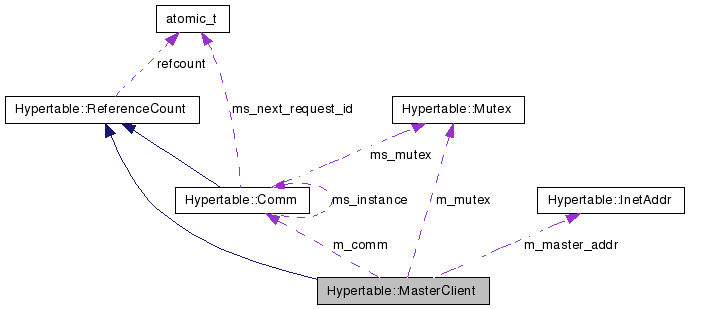 atomic_t
refcount
Hypertable::ReferenceCount
ms_next_request_id
Hypertable::Mutex
ms_mutex
Hypertable::Comm
ms_instance
m_mutex
Hypertable::InetAddr
m_comm
m_master_addr
Hypertable::MasterClient